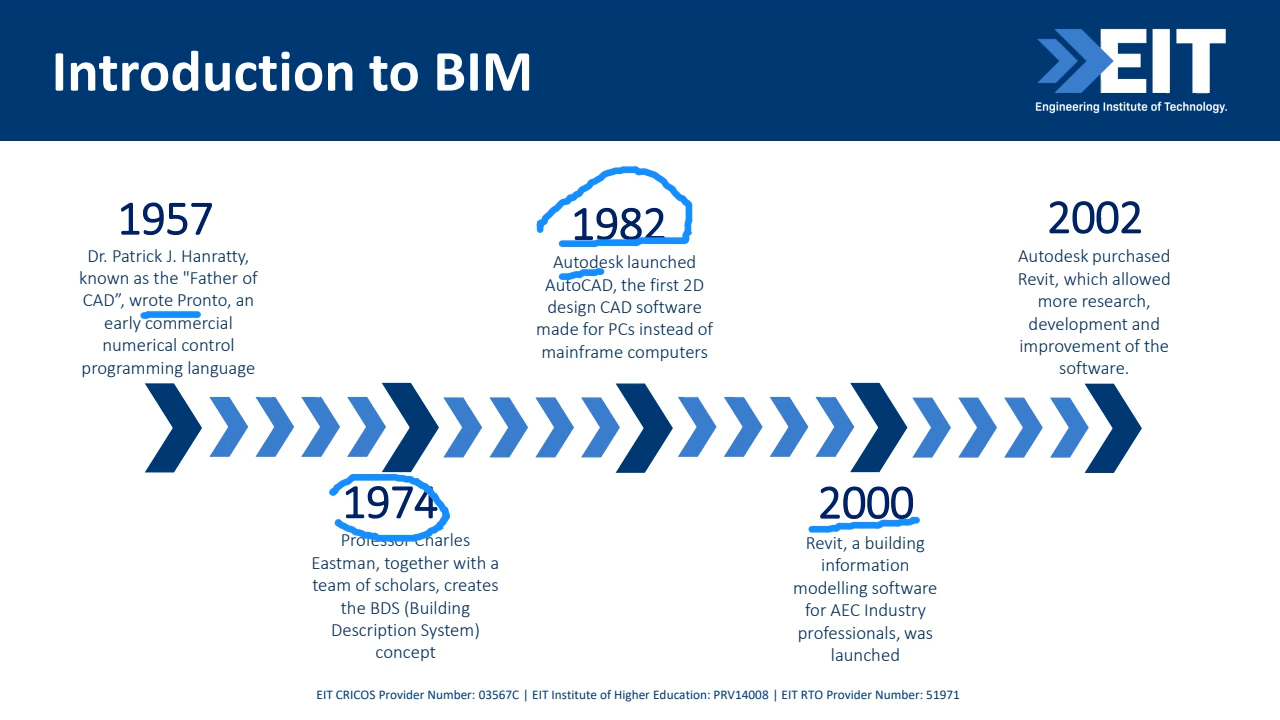 Introduction to BIM
EIT
Engineering Institute of Technology.
1957
Dr. Patrick J. Hanratty,
known as the "Father of
CAD”, wrote Pronto, an
early commercial
numerical control
programming language
1982
Autodesk launched
AutoCAD, the first 2D
design CAD software
made for PCs instead of
mainframe computers
2002
Autodesk purchased
Revit, which allowed
more research,
development and
improvement of the
software.
1974
Professor Charles
Eastman, together with a
team of scholars, creates
the BDS (Building
Description System)
concept
2000
Revit, a building
information
modelling software
for AEC Industry
professionals, was
launched
EIT CRICOS Provider Number: 03567C | EIT Institute of Higher Education: PRV14008 | EIT RTO Provider Number: 51971